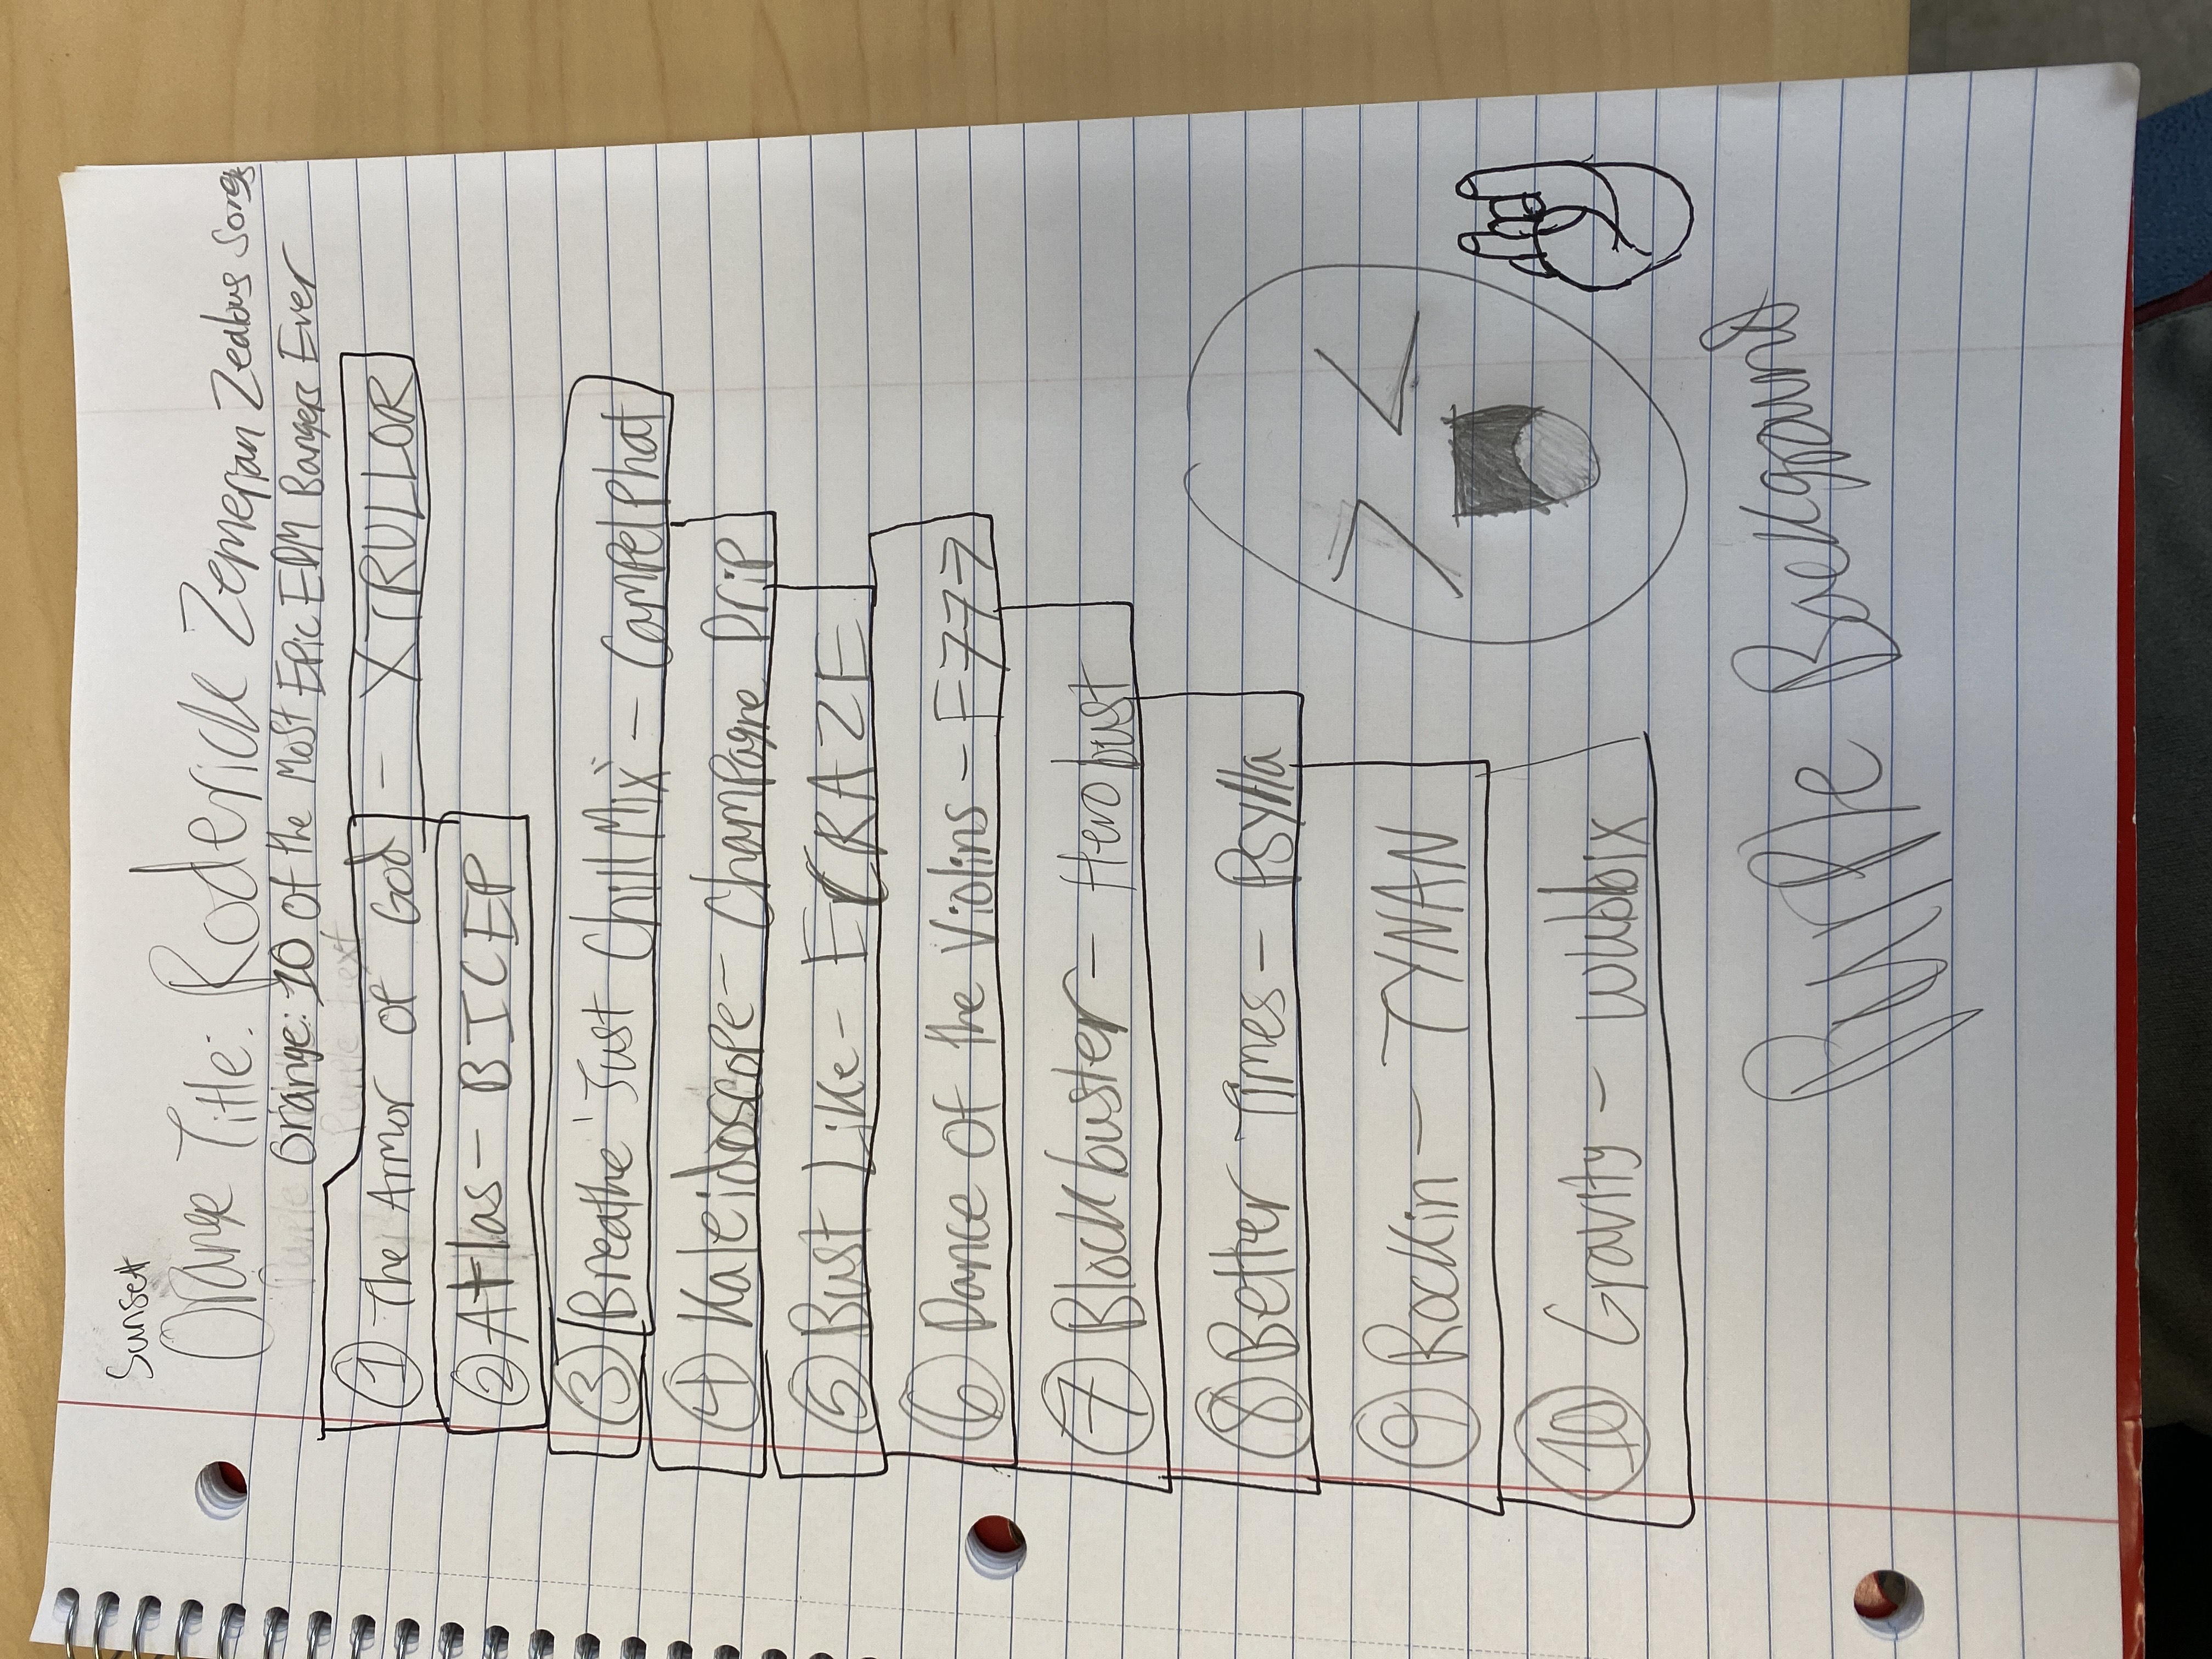 Sunset
Orange Title: Roderick Zemeran Zealous Songs
Purple Orange: 10 Of the Most Epic EDM Bangers Ever
Purple text
1 The Armor Of God - XTRULLOR
2 Atlas - BICEP
3 Breathe 'Just Chill Mix' - Campelphat
4 Kaleidoscope - Champagne Drip
5 Bust Like - ECRAZE
6 Dance Of the Violins - F777
7 Blockbuster - Herobust
8 Better Times - Psylla
9 Rockin - TYNAN
10 Gravity - Wubbix
Purple Background